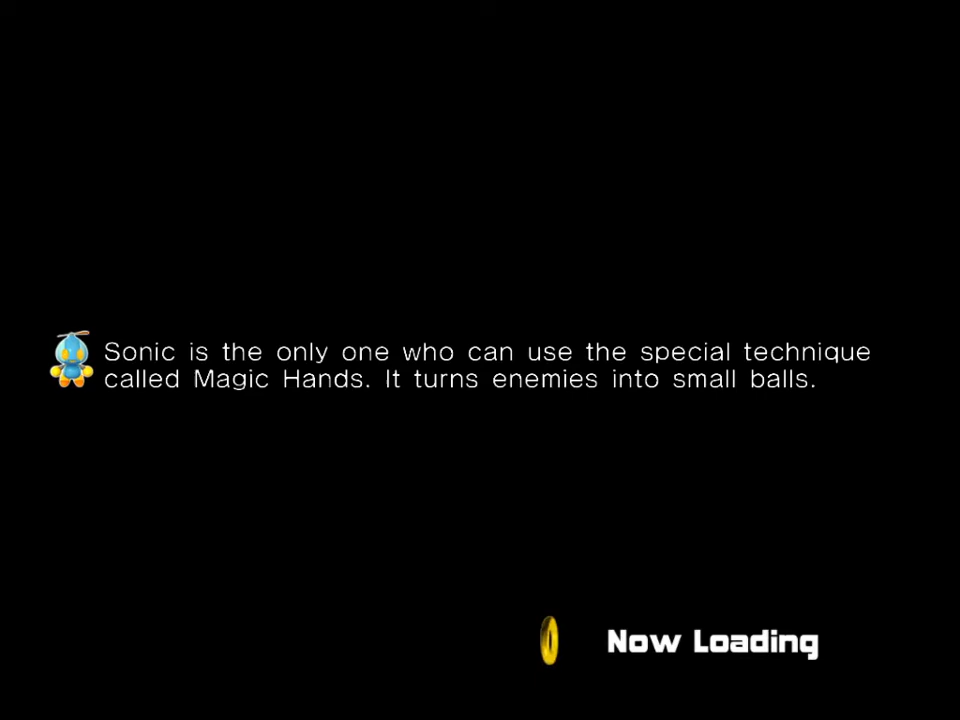 Sonic is the only one who can use the special technique
called Magic Hands. It turns enemies into small balls.
Now Loading